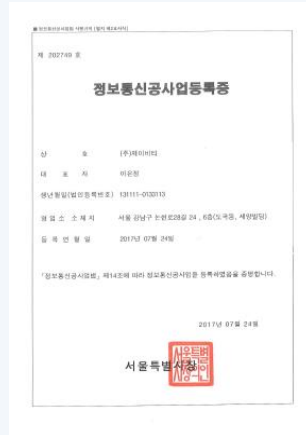 제 202749 호
정보통신공사업등록증
상 호 (주)제이비티
대 표 자 이은정
생년월일(법인등록번호) 131111-0133113
영업소 소재지 서울 강남구 논현로28길 24 , 6층(도곡동, 세양빌딩)
등 록 연 월 일 2017년 07월 24일
「정보통신공사업법」 제14조에 따라 정보통신공사업을 등록하였음을 증명합니다.
2017년 07월 24일
서울특별시장